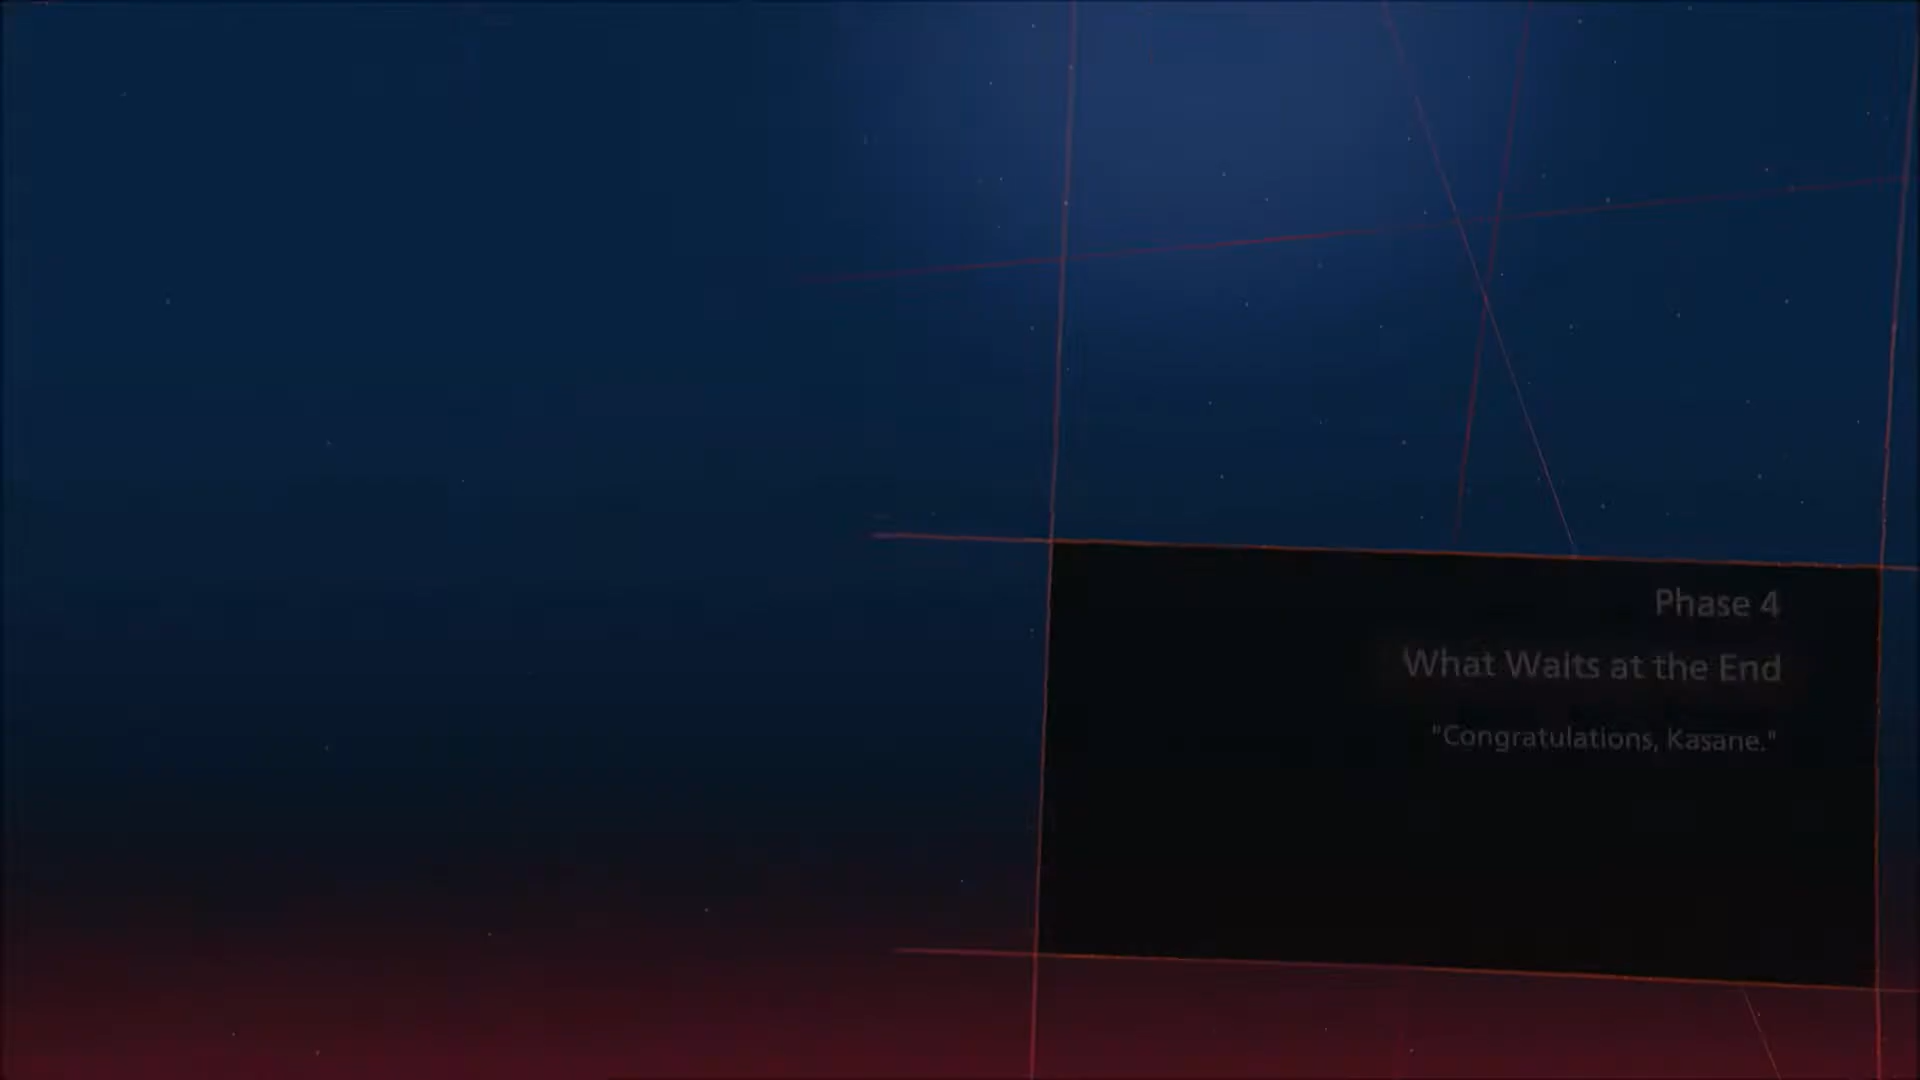 Phase 4
What Waits at the End
"Congratulations, Kasane."